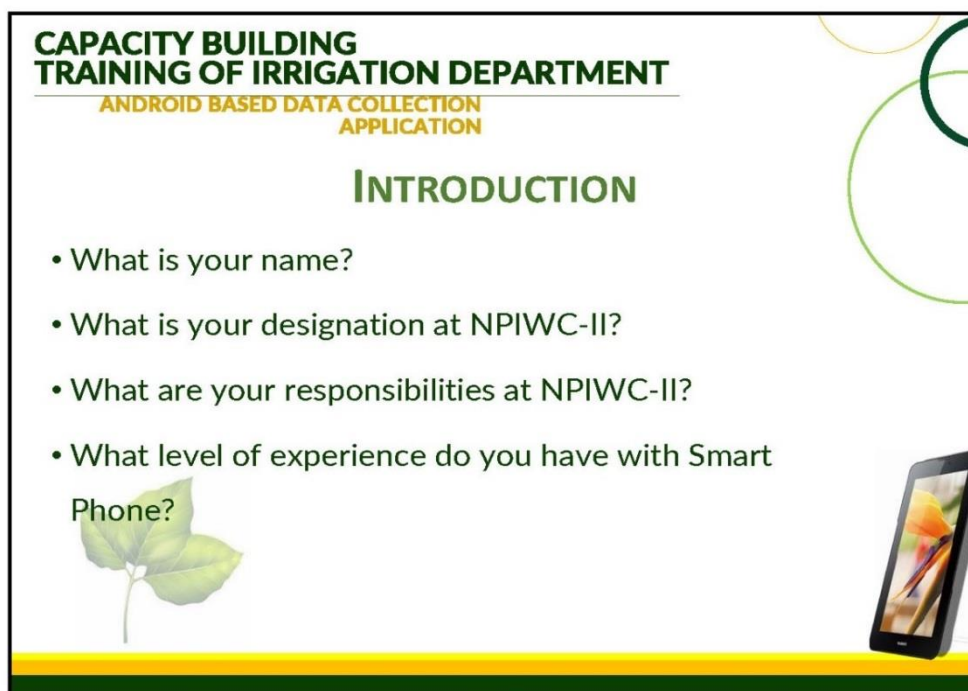 CAPACITY BUILDING
TRAINING OF IRRIGATION DEPARTMENT
ANDROID BASED DATA COLLECTION
APPLICATION
INTRODUCTION
• What is your name?
• What is your designation at NPIWC-II?
• What are your responsibilities at NPIWC-II?
• What level of experience do you have with Smart
Phone?